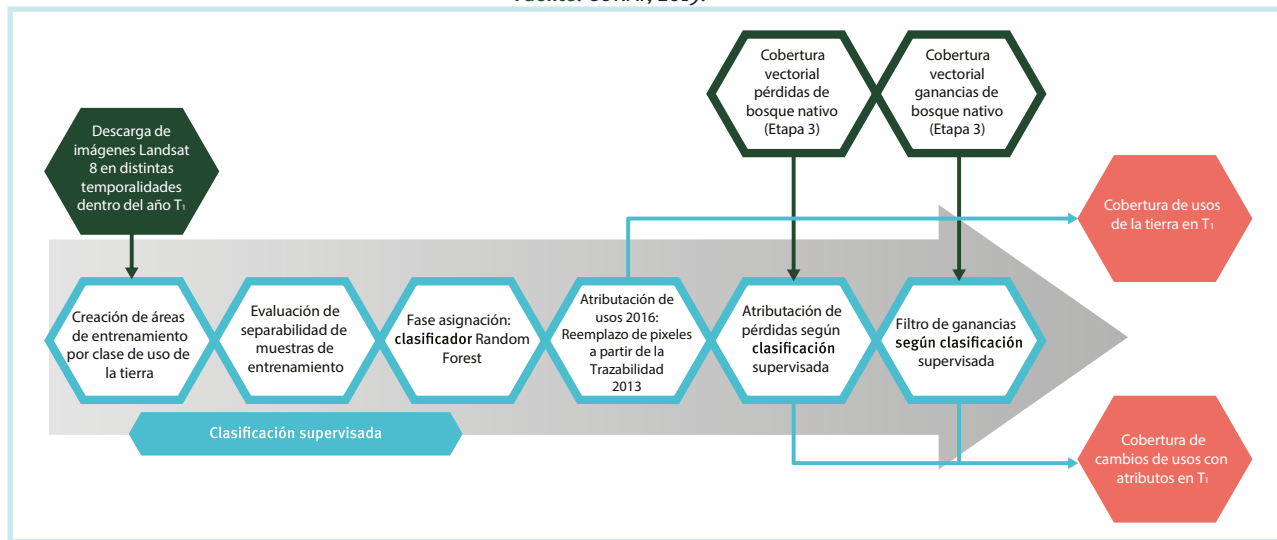 Fuente: CONAF, 2019.
Cobertura
vectorial
pérdidas de
bosque nativo
(Etapa 3)
Cobertura
vectorial
ganancias de
bosque nativo
(Etapa 3)
Descarga de
imágenes Landsat
8 en distintas
temporalidades
dentro del año T₁
Cobertura de usos
de la tierra en T₁
Creación de áreas
de entrenamiento
por clase de uso de
la tierra
Evaluación de
separabilidad de
muestras de
entrenamiento
Fase asignación:
clasificador Random
Forest
Atributación de
usos 2016:
Reemplazo de pixeles
a partir de la
Trazabilidad
2013
Atributación de
pérdidas según
clasificación
supervisada
Filtro de ganancias
según clasificación
supervisada
Clasificación supervisada
Cobertura de
cambios de usos con
atributos en T₁